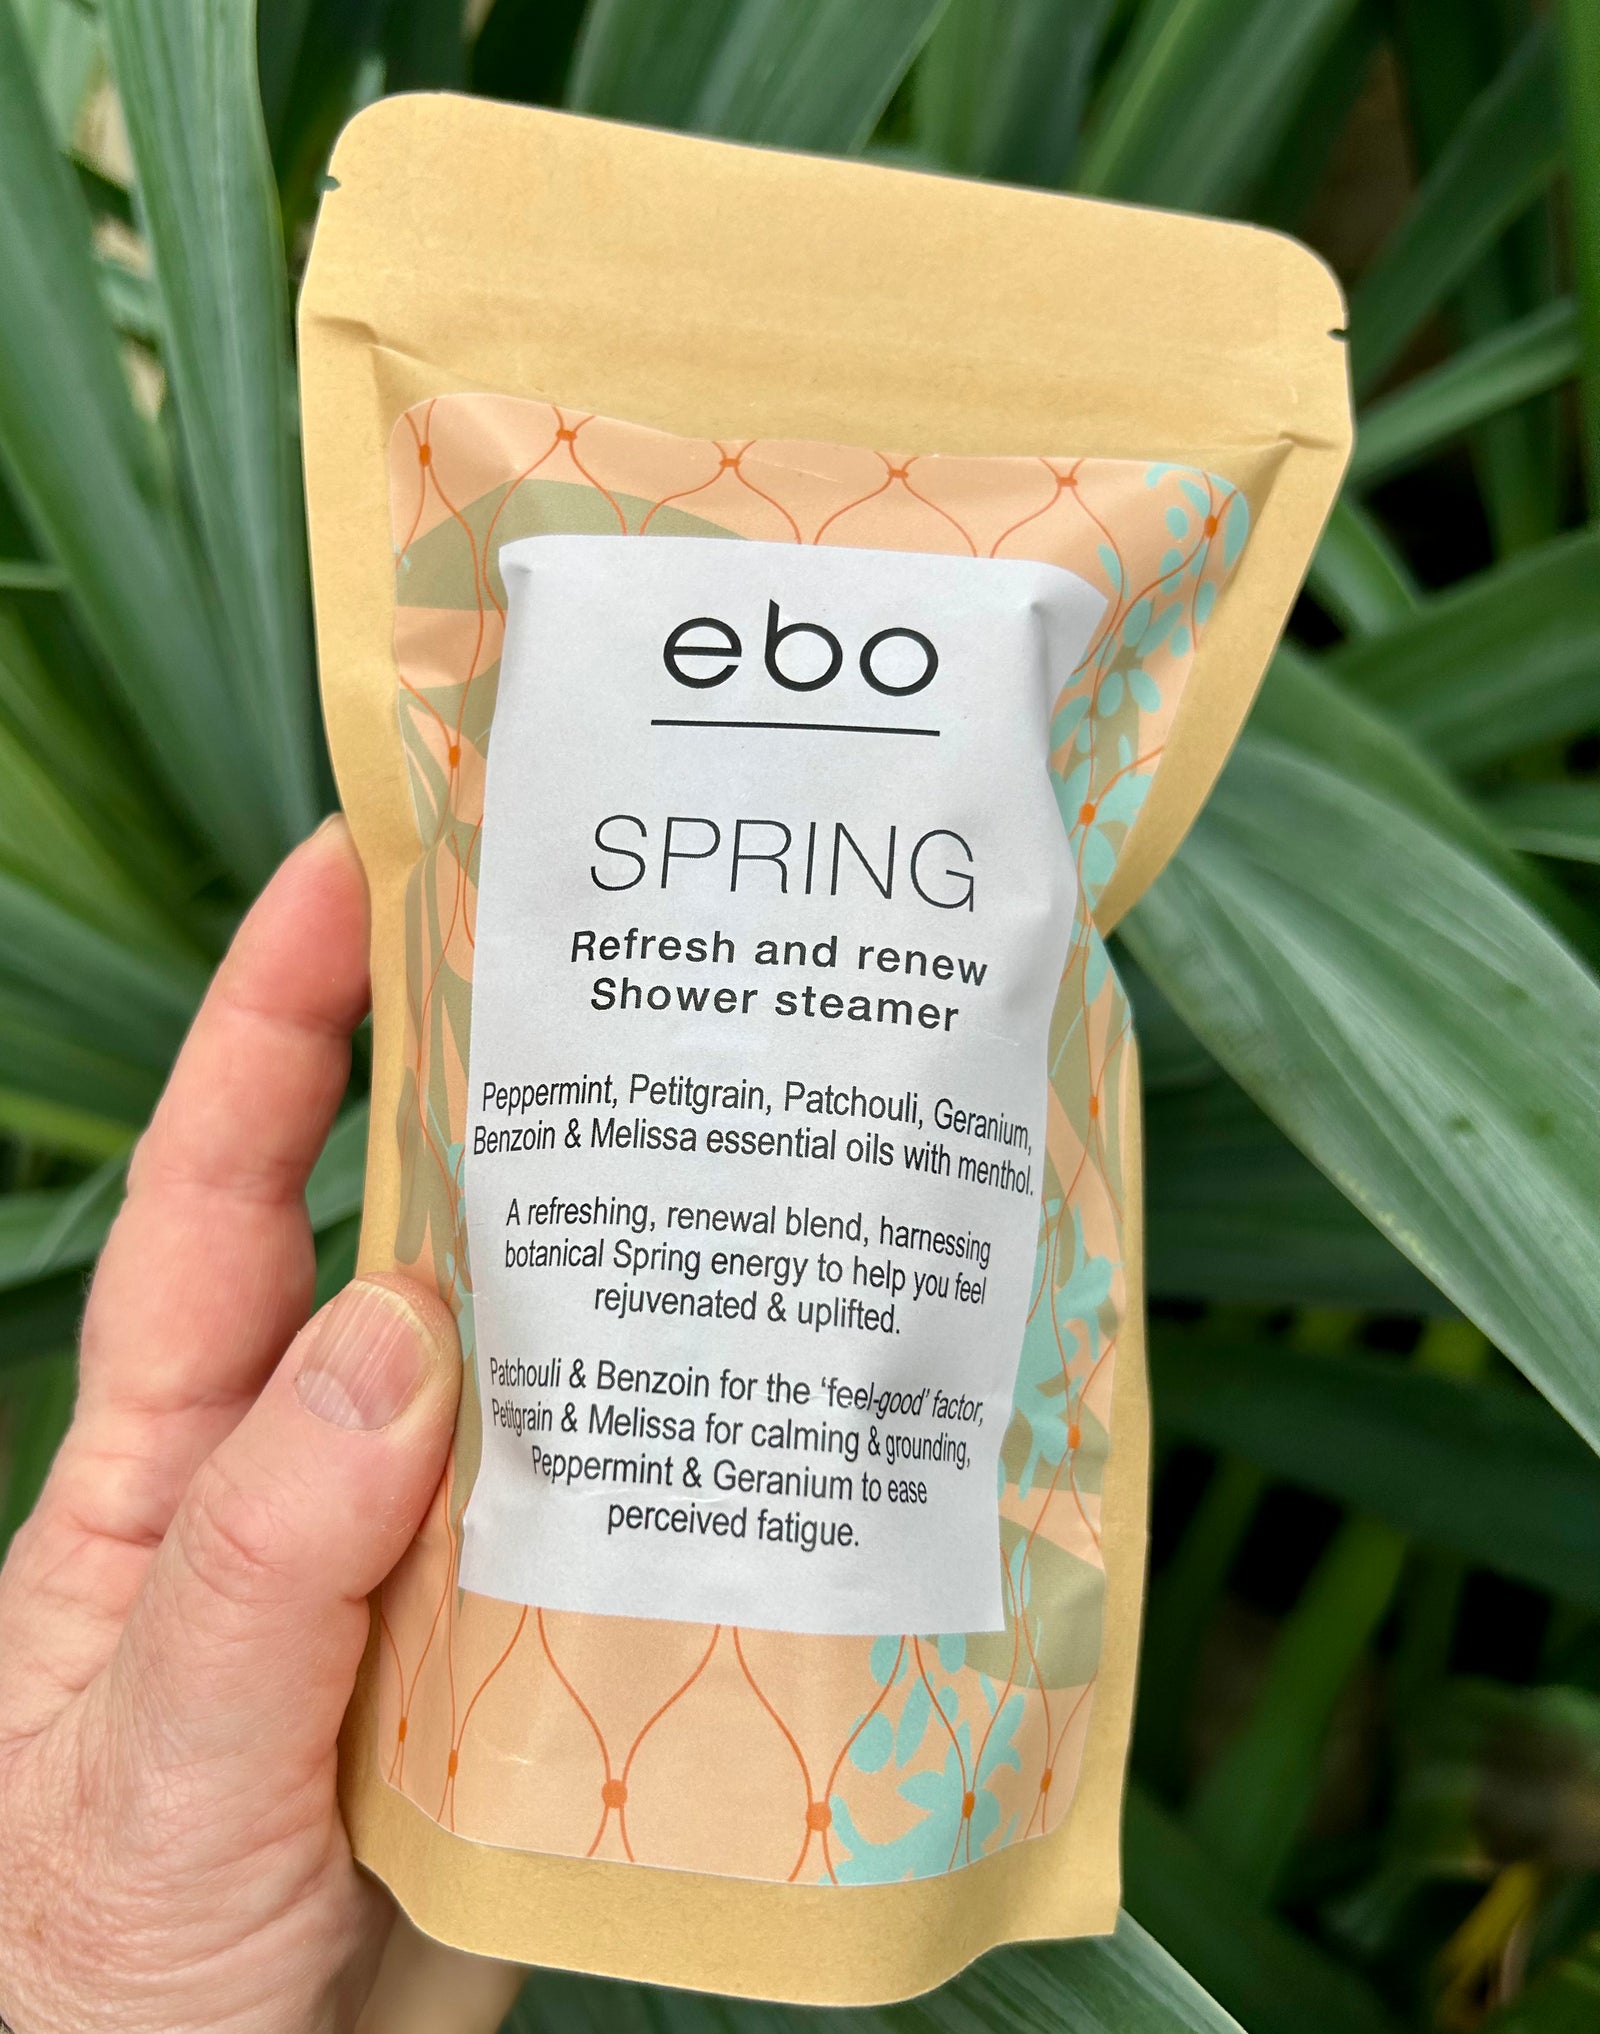 ebo
SPRING
Refresh and renew
Shower steamer
Peppermint, Petitgrain, Patchouli, Geranium,
Benzoin & Melissa essential oils with menthol.
A refreshing, renewal blend, harnessing
botanical Spring energy to help you feel
rejuvenated & uplifted.
Patchouli & Benzoin for the ‘feel-good’ factor,
Petitgrain & Melissa for calming & grounding,
Peppermint & Geranium to ease
perceived fatigue.